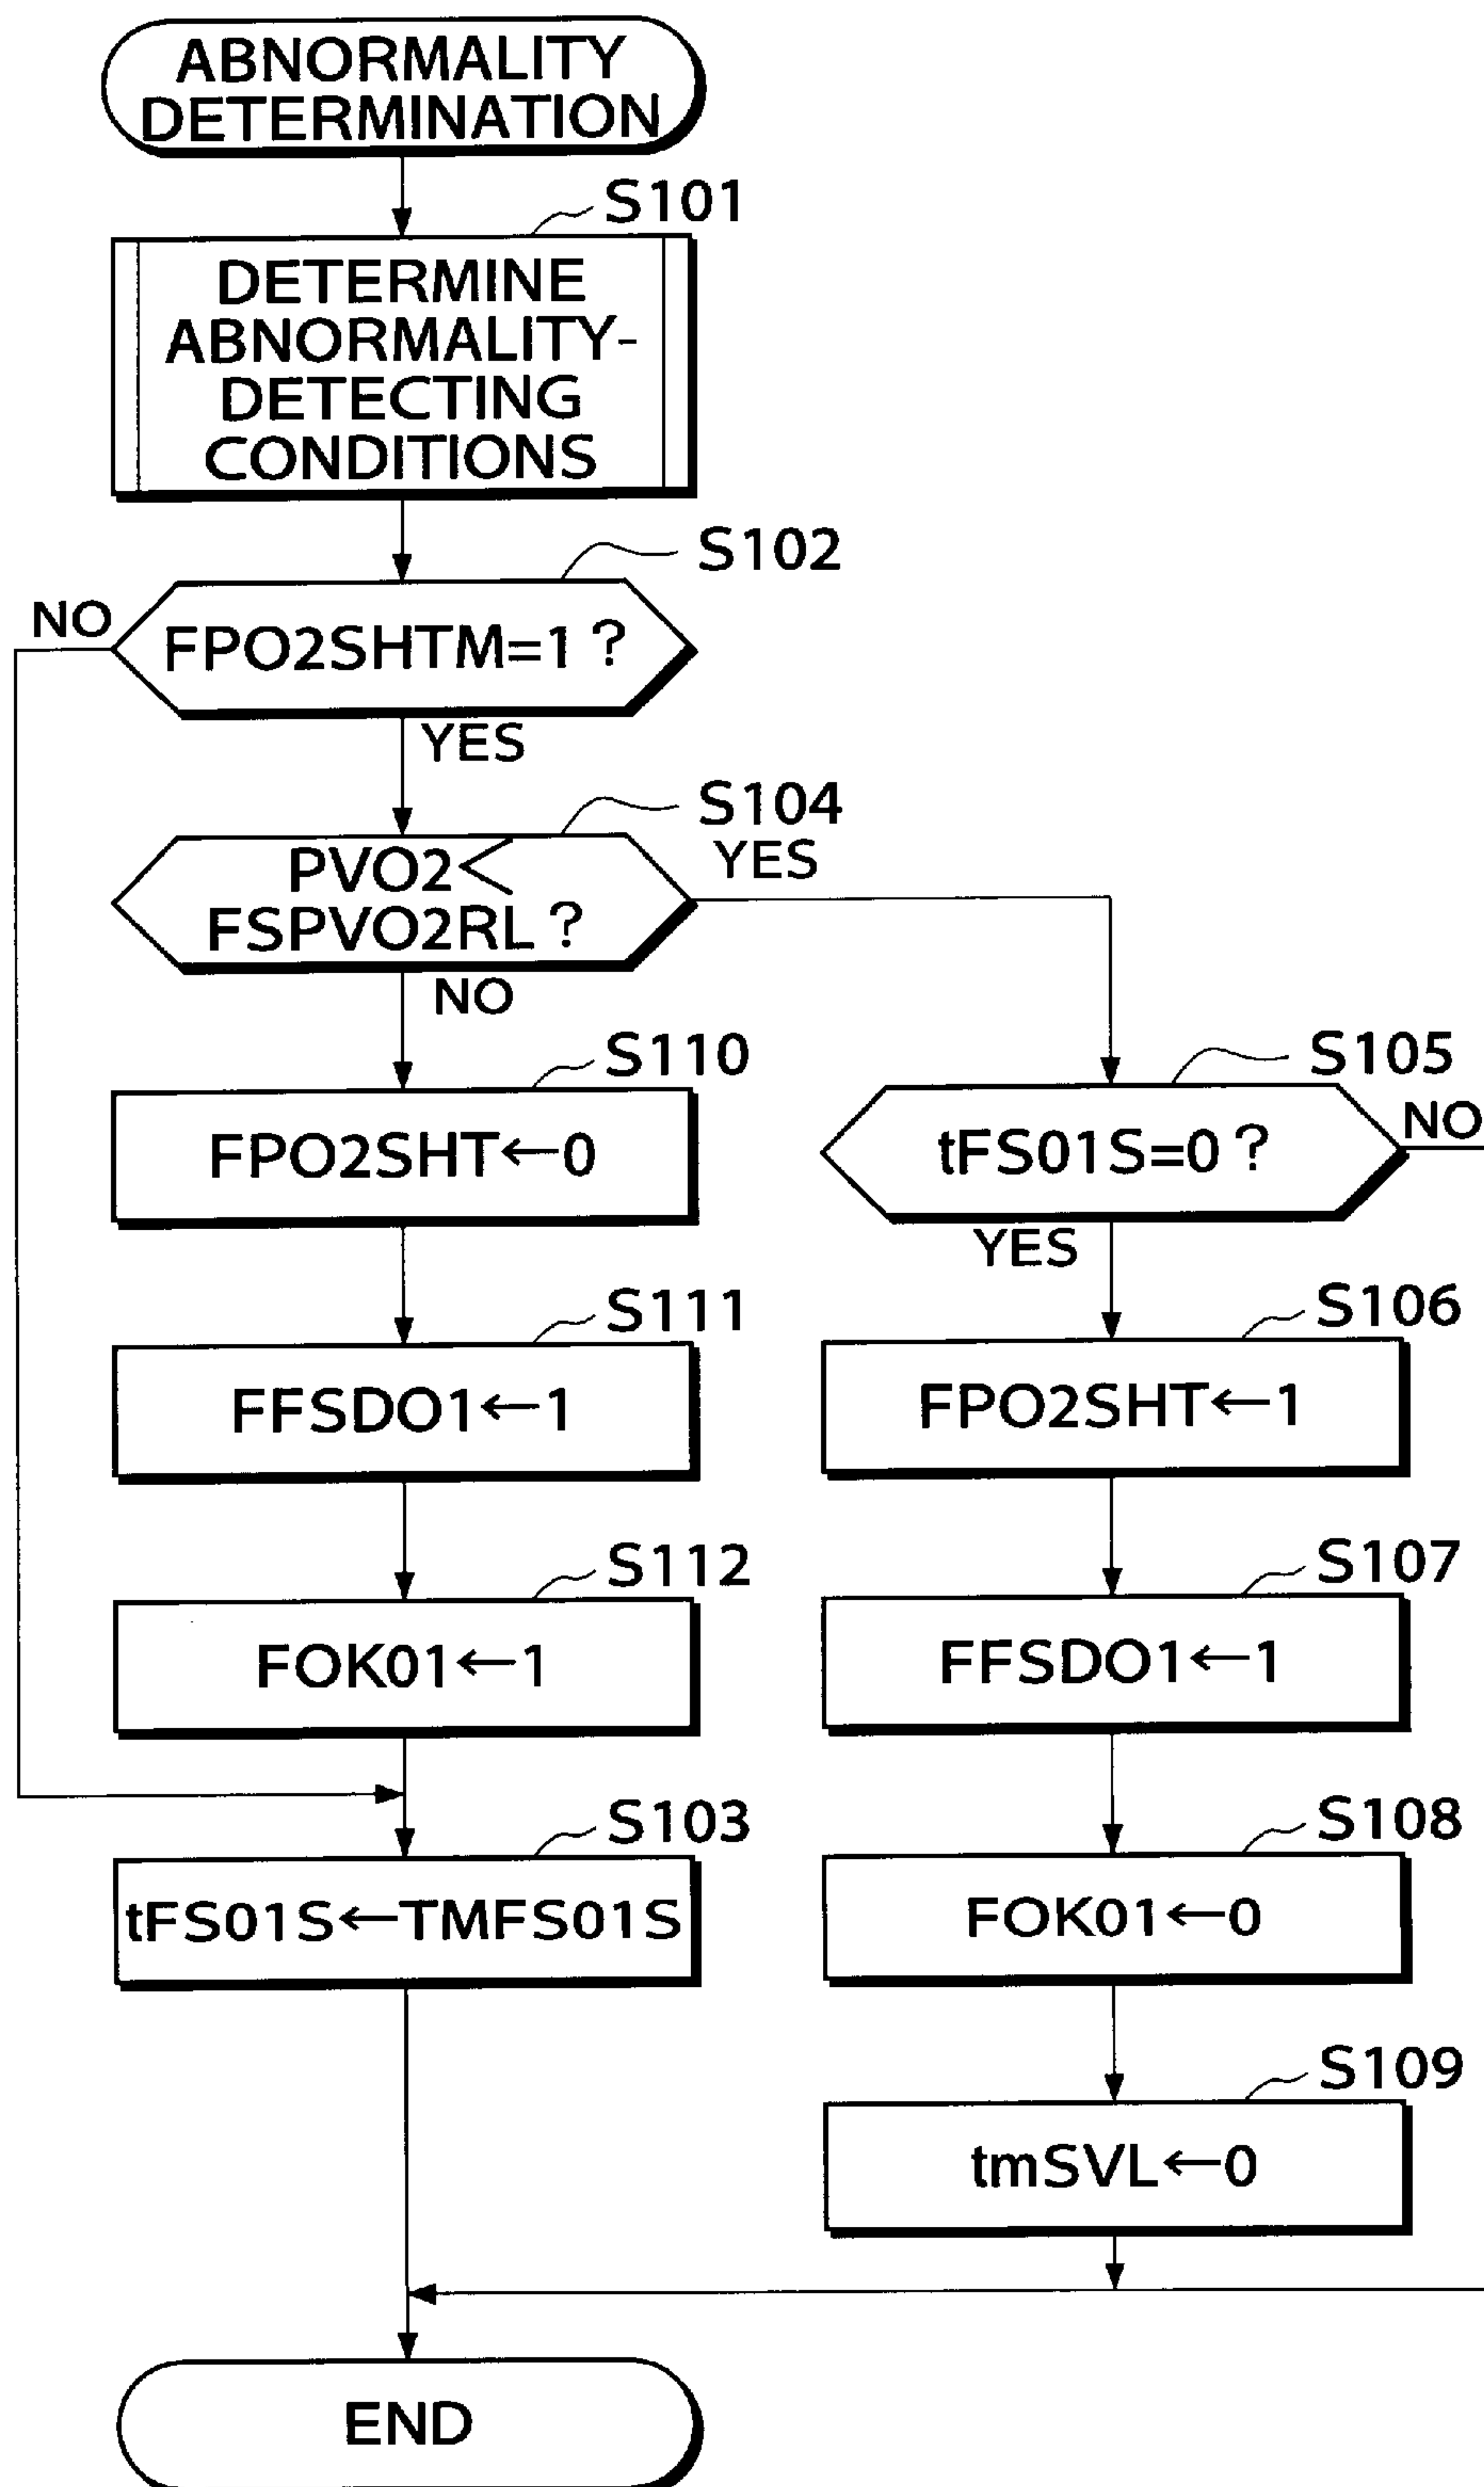 ABNORMALITY
DETERMINATION
S101
DETERMINE
ABNORMALITY-
DETECTING
CONDITIONS
S102
NO
FPO2SHTM=1 ?
YES
S104
PVO2<
FSPVO2RL ?
YES
NO
S110
FPO2SHT←0
S105
tFS01S=0 ?
NO
YES
S111
FFSDO1←1
S106
FPO2SHT←1
S112
FOK01←1
S107
FFSDO1←1
S103
tFS01S←TMFS01S
S108
FOK01←0
S109
tmSVL←0
END